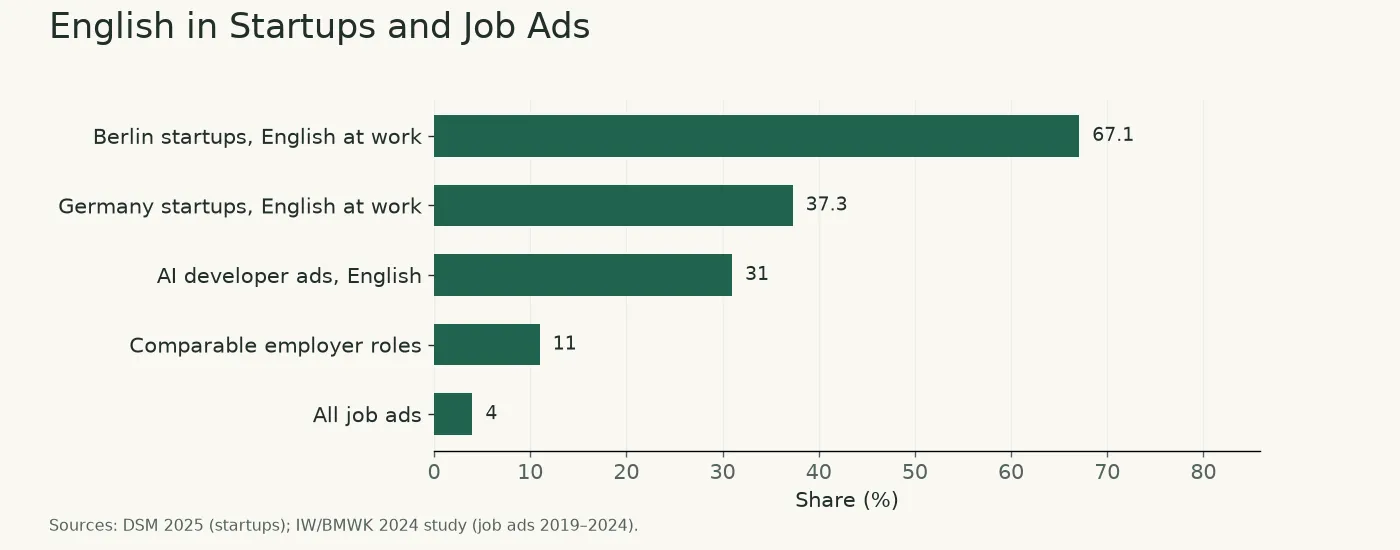 English in Startups and Job Ads
Berlin startups, English at work
67.1
Germany startups, English at work
37.3
AI developer ads, English
31
Comparable employer roles
11
All job ads
4
0 10 20 30 40 50 60 70 80
Share (%)
Sources: DSM 2025 (startups); IW/BMWK 2024 study (job ads 2019–2024).